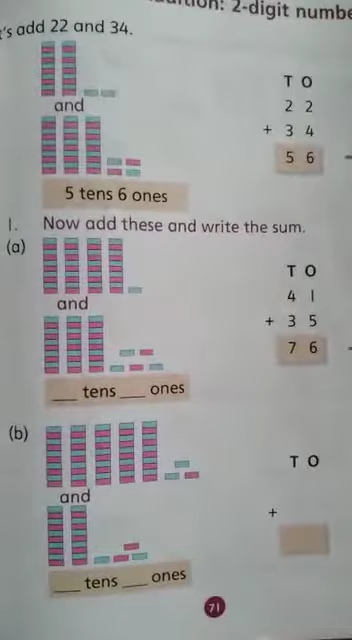 ition: 2-digit numbe
t's add 22 and 34.
and
5 tens 6 ones
T O
2 2
+ 3 4
5 6
1. Now add these and write the sum.
(a)
and
___ tens ___ ones
T O
4 1
+ 3 5
7 6
(b)
and
___ tens ___ ones
T O
+
71